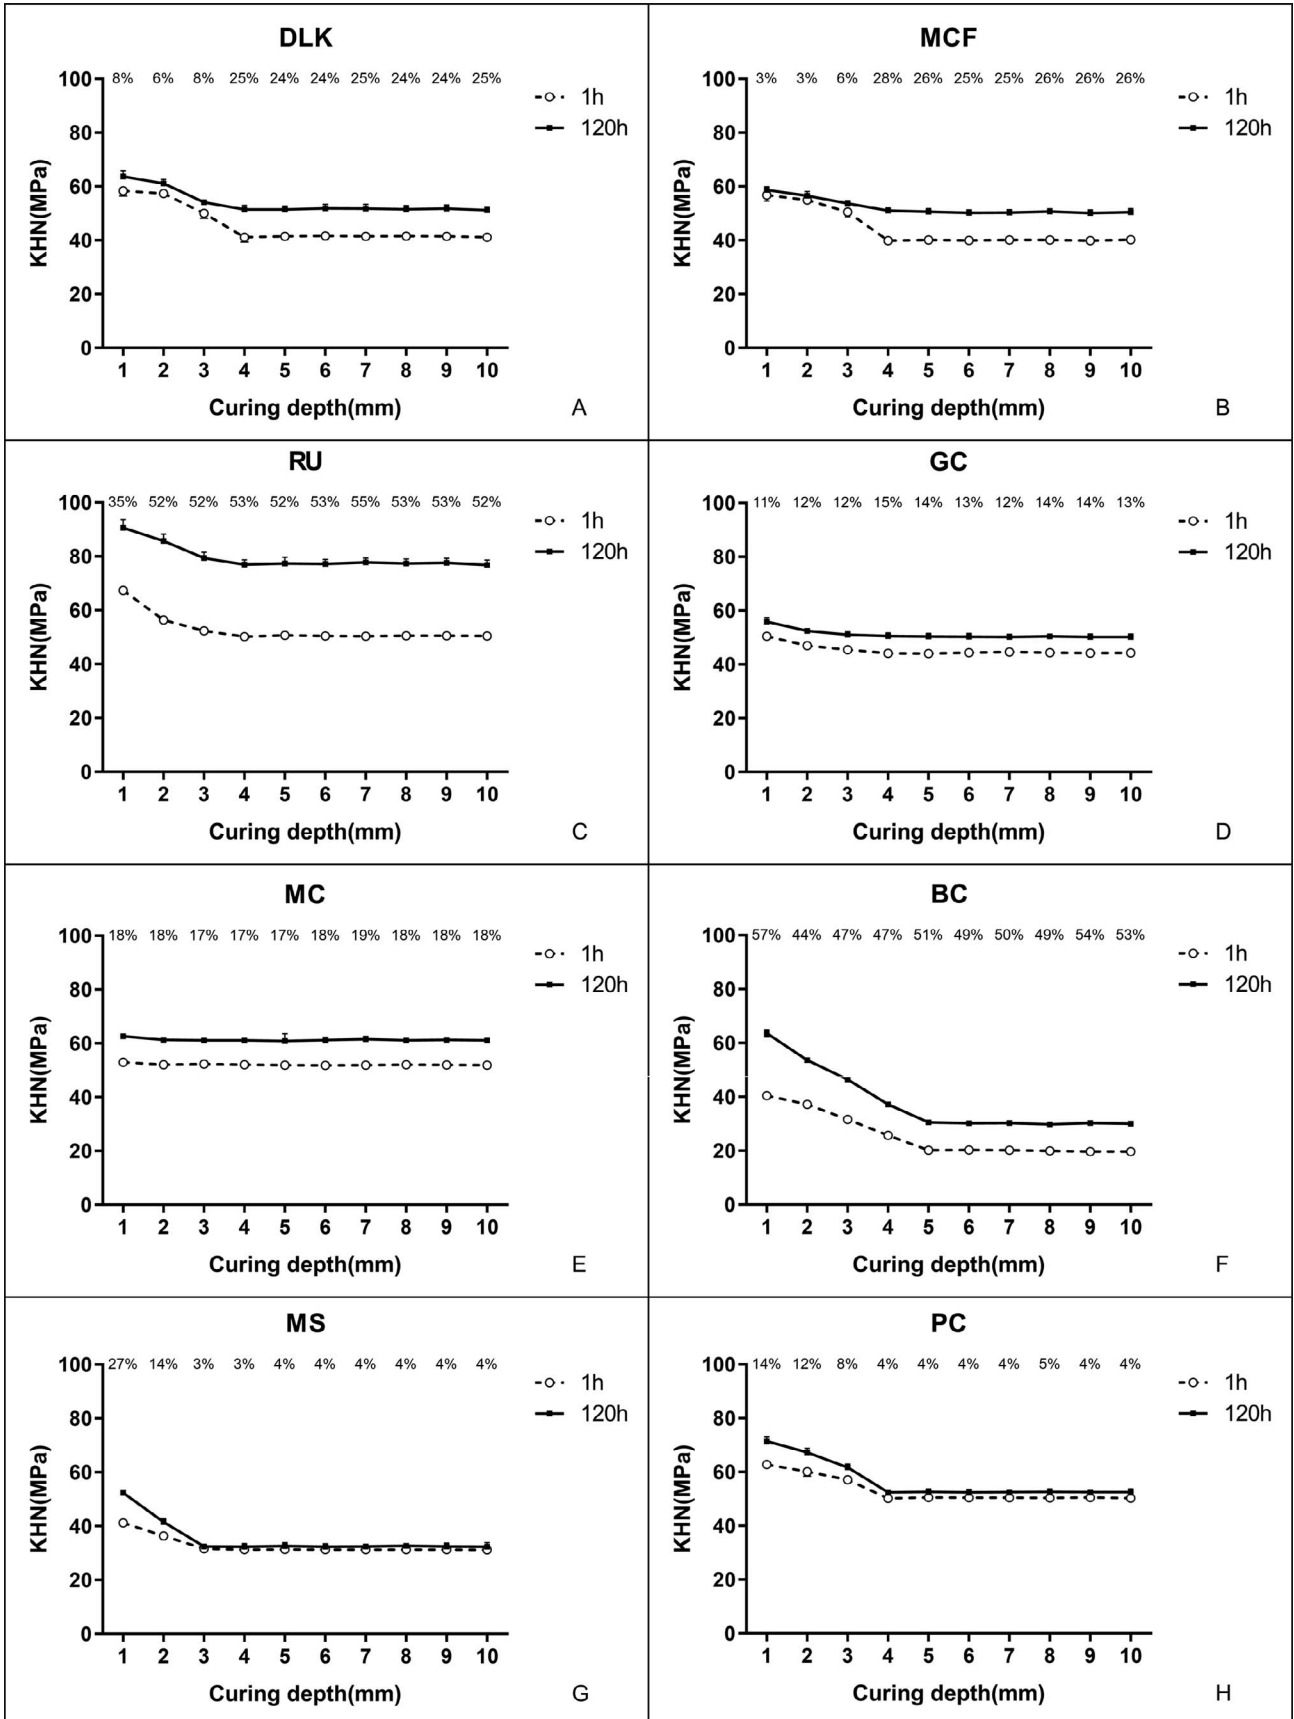 DLK
8% 6% 8% 25% 24% 24% 25% 24% 24% 25%
100
80
60
40
20
0
KHN(MPa)
1 2 3 4 5 6 7 8 9 10
Curing depth(mm)
1h
120h
A
MCF
3% 3% 6% 28% 26% 25% 25% 26% 26% 26%
100
80
60
40
20
0
KHN(MPa)
1 2 3 4 5 6 7 8 9 10
Curing depth(mm)
1h
120h
B
RU
35% 52% 52% 53% 52% 53% 55% 53% 53% 52%
100
80
60
40
20
0
KHN(MPa)
1 2 3 4 5 6 7 8 9 10
Curing depth(mm)
1h
120h
C
GC
11% 12% 12% 15% 14% 13% 12% 14% 14% 13%
100
80
60
40
20
0
KHN(MPa)
1 2 3 4 5 6 7 8 9 10
Curing depth(mm)
1h
120h
D
MC
18% 18% 17% 17% 17% 18% 19% 18% 18% 18%
100
80
60
40
20
0
KHN(MPa)
1 2 3 4 5 6 7 8 9 10
Curing depth(mm)
1h
120h
E
BC
57% 44% 47% 47% 51% 49% 50% 49% 54% 53%
100
80
60
40
20
0
KHN(MPa)
1 2 3 4 5 6 7 8 9 10
Curing depth(mm)
1h
120h
F
MS
27% 14% 3% 3% 4% 4% 4% 4% 4% 4%
100
80
60
40
20
0
KHN(MPa)
1 2 3 4 5 6 7 8 9 10
Curing depth(mm)
1h
120h
G
PC
14% 12% 8% 4% 4% 4% 4% 5% 4% 4%
100
80
60
40
20
0
KHN(MPa)
1 2 3 4 5 6 7 8 9 10
Curing depth(mm)
1h
120h
H